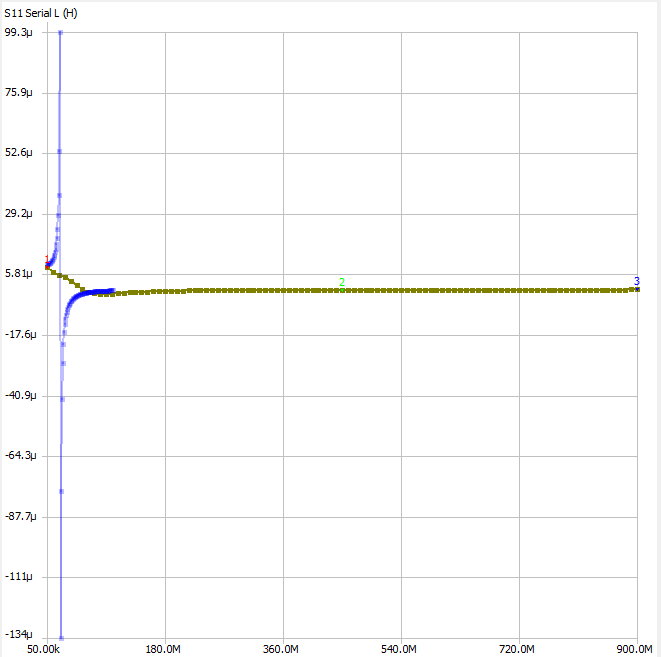 S11 Serial L (H)
99.3µ
75.9µ
52.6µ
29.2µ
1
5.81µ
2
3
-17.6µ
-40.9µ
-64.3µ
-87.7µ
-111µ
-134µ
50.00k 180.0M 360.0M 540.0M 720.0M 900.0M